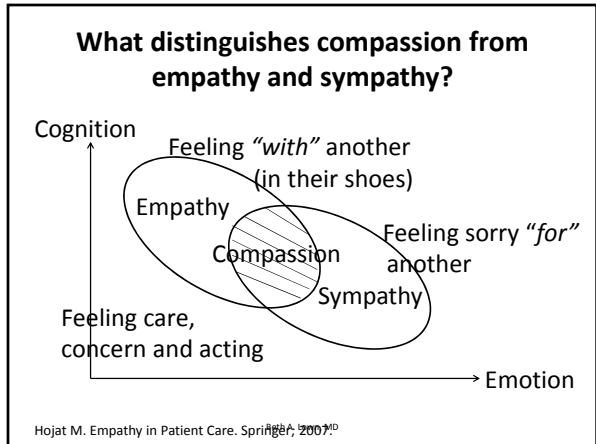 What distinguishes compassion from
empathy and sympathy?
Cognition
Feeling "with" another
(in their shoes)
Empathy
Feeling sorry "for"
another
Compassion
Sympathy
Feeling care,
concern and acting
Emotion
Hojat M. Empathy in Patient Care. Springer, 2007.